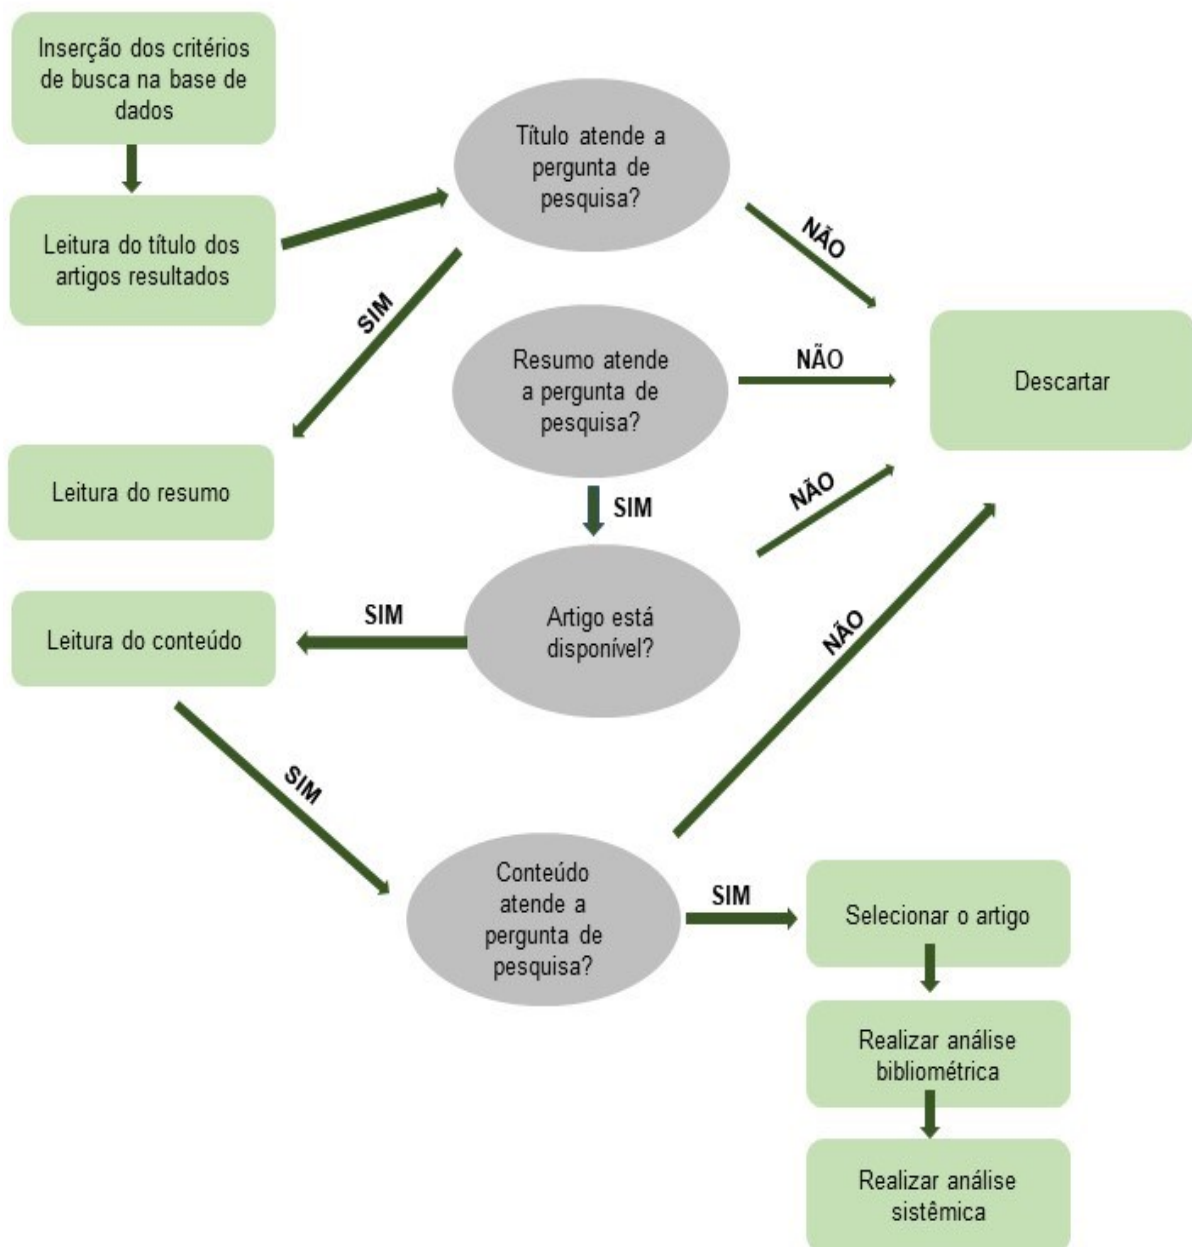 Inserção dos critérios
de busca na base de
dados
Leitura do título dos
artigos resultados
Título atende a
pergunta de
pesquisa?
NÃO
SIM
Resumo atende
a pergunta de
pesquisa?
NÃO
Descartar
Leitura do resumo
SIM
NÃO
Artigo está
disponível?
SIM
Leitura do conteúdo
NÃO
SIM
Conteúdo
atende a
pergunta de
pesquisa?
SIM
Selecionar o artigo
Realizar análise
bibliométrica
Realizar análise
sistêmica